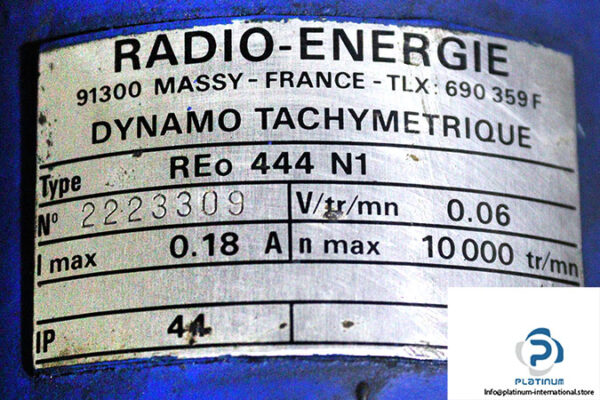 RADIO-ENERGIE
91300 MASSY - FRANCE - TLX: 690 359 F
DYNAMO TACHYMETRIQUE
Type REo 444 N1
N° 2223309 V/tr/mn 0.06
I max 0.18 A n max 10 000 tr/mn
IP 44
PLATINUM
Info@platinum-international.store